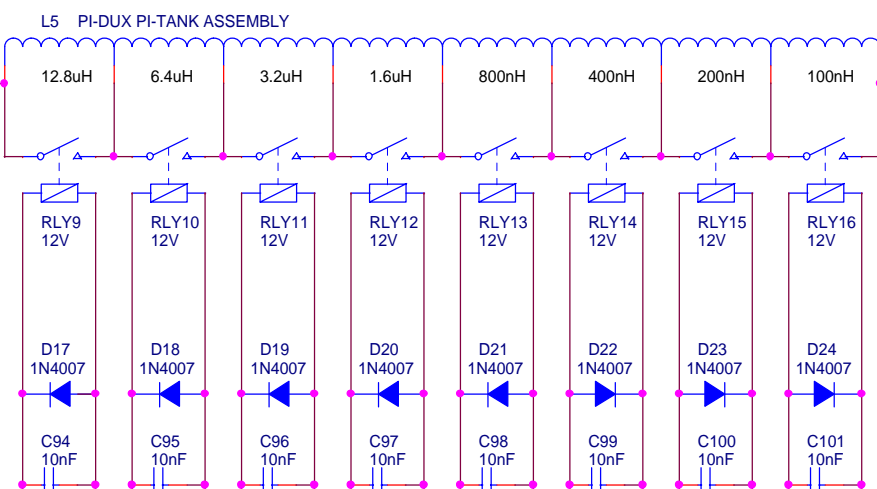 L5 PI-DUX PI-TANK ASSEMBLY
12.8uH 6.4uH 3.2uH 1.6uH 800nH 400nH 200nH 100nH
RLY9 RLY10 RLY11 RLY12 RLY13 RLY14 RLY15 RLY16
12V 12V 12V 12V 12V 12V 12V 12V
D17 D18 D19 D20 D21 D22 D23 D24
1N4007 1N4007 1N4007 1N4007 1N4007 1N4007 1N4007 1N4007
C94 C95 C96 C97 C98 C99 C100 C101
10nF 10nF 10nF 10nF 10nF 10nF 10nF 10nF